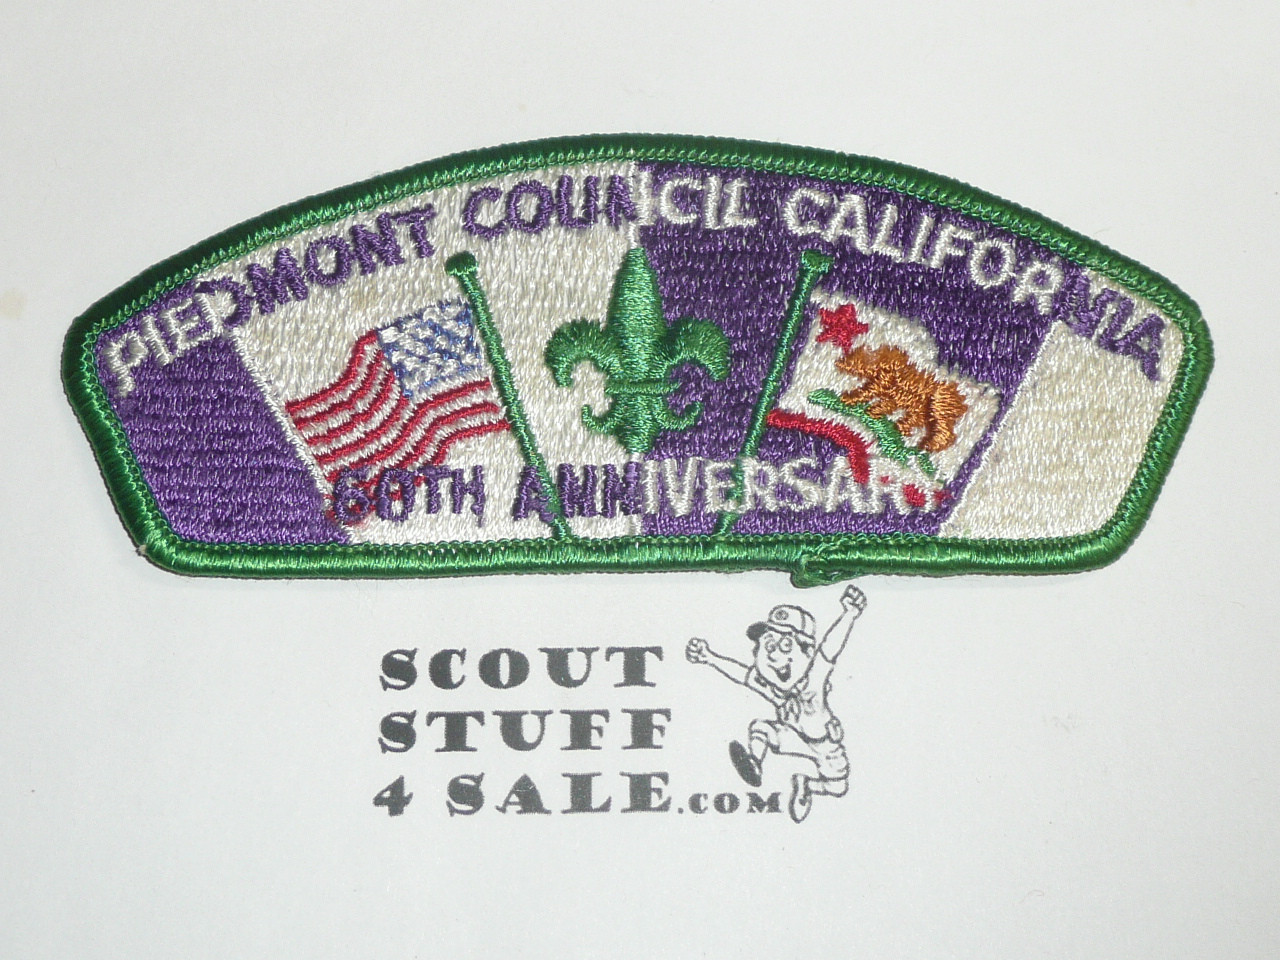 PIEDMONT COUNCIL CALIFORNIA
60TH ANNIVERSARY
SCOUT
STUFF
4 SALE.COM